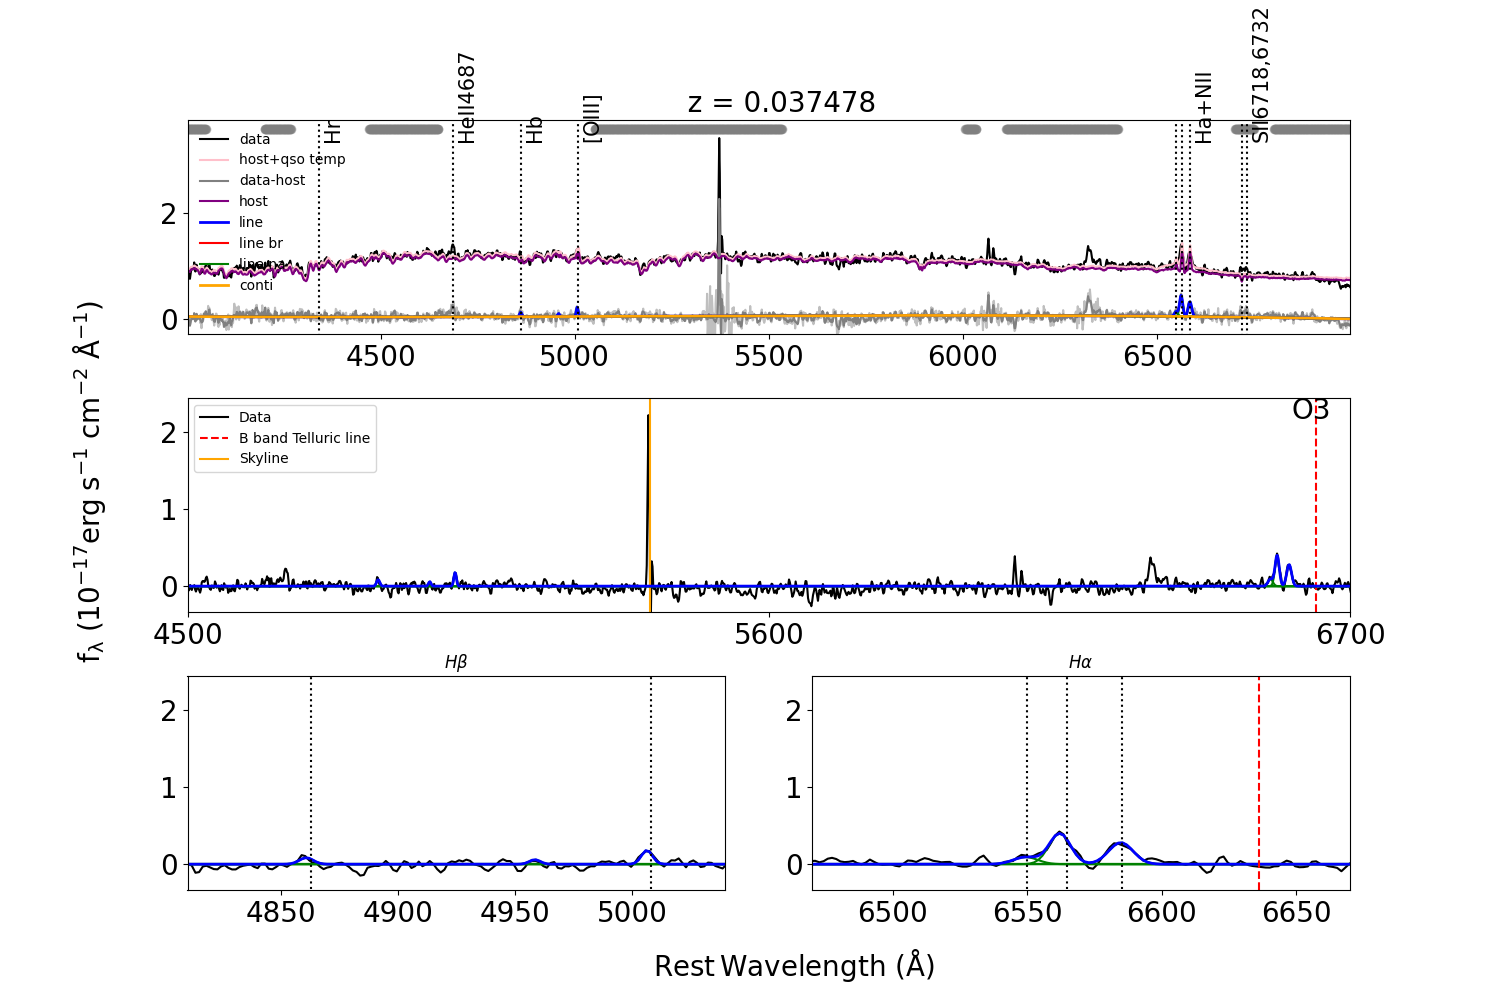 z = 0.037478
Hr
HeII4687
Hb
[OIII]
Ha+NII
SII6718,6732
data
host+qso temp
data-host
host
line
line br
conti
2
0
4500 5000 5500 6000 6500
Data
B band Telluric line
Skyline
O3
2
1
0
4500 5600 6700
Hβ
2
1
0
4850 4900 4950 5000
Hα
2
1
0
6500 6550 6600 6650
fλ (10⁻¹⁷erg s⁻¹ cm⁻² Å⁻¹)
Rest Wavelength (Å)